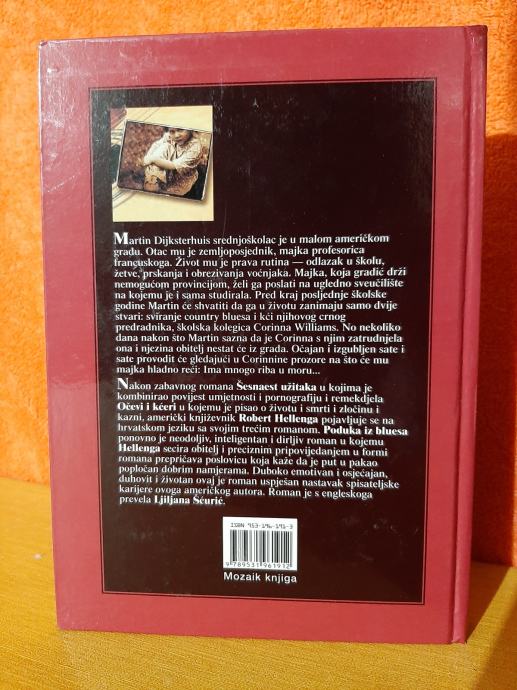 Martin Dijksterhuis srednjoškolac je u malom američkom
gradu. Otac mu je zemljoposjednik, majka profesorica
francuskoga. Život mu je prava rutina — odlazak u školu,
žetve, prskanja i obrezivanja voćnjaka. Majka, koja gradić drži
nemogućom provincijom, želi ga poslati na ugledno sveučilište
na kojemu je i sama studirala. Pred kraj posljednje školske
godine Martin će shvatiti da ga u životu zanimaju samo dvije
stvari: sviranje country bluesa i kći njihovog crnog
predradnika, školska kolegica Corinna Williams. No nekoliko
dana nakon što Martin sazna da je Corinna s njim zatrudnjela
ona i njezina obitelj nestat će iz grada. Očajan i izgubljen sate i
sate provodit će gledajući u Corinnine prozore na što će mu
majka hladno reći: Ima mnogo riba u moru...
Nakon zabavnog romana Šesnaest užitaka u kojima je
kombinirao povijest umjetnosti i pornografiju i remekdjela
Očevi i kćeri u kojemu je pisao o životu i smrti i zločinu i
kazni, američki književnik Robert Hellenga pojavljuje se na
hrvatskom jeziku sa svojim trećim romanom. Poduka iz bluesa
ponovno je neodoljiv, inteligentan i dirljiv roman u kojemu
Hellenga secira obitelj i preciznim pripovijedanjem u formi
romana prepričava poslovicu koja kaže da je put u pakao
popločan dobrim namjerama. Duboko emotivan i osjećajan,
duhovit i životan ovaj je roman uspješan nastavak spisateljske
karijere ovoga američkog autora. Roman je s engleskoga
prevela Ljiljana Šćurić.
ISBN 953-196-191-3
9 789531 961912
Mozaik knjiga